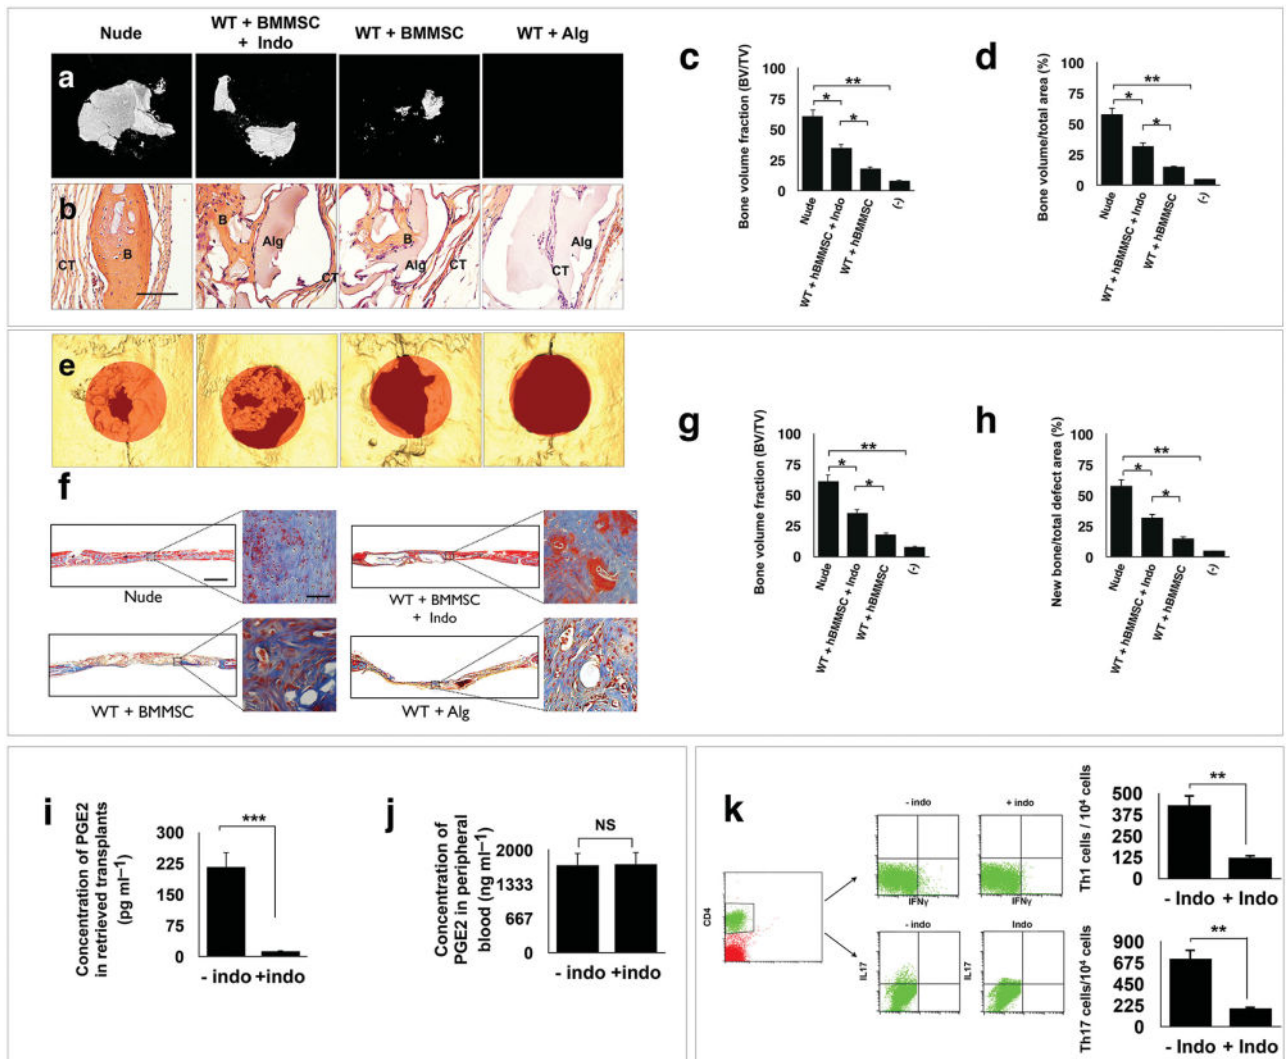 Nude
WT + BMMSC
+ Indo
WT + BMMSC
WT + Alg
a
b
CT
B
B
Alg
CT
B
Alg
CT
Alg
CT
c
Bone volume fraction (BV/TV)
100
75
50
25
0
**
*
*
Nude
WT + hBMMSC + Indo
WT + hBMMSC
(-)
d
Bone volume/total area (%)
100
75
50
25
0
**
*
*
Nude
WT + hBMMSC + Indo
WT + hBMMSC
(-)
e
f
Nude
WT + BMMSC
+ Indo
WT + BMMSC
WT + Alg
g
Bone volume fraction (BV/TV)
100
75
50
25
0
**
*
*
Nude
WT + hBMMSC + Indo
WT + hBMMSC
(-)
h
New bone/total defect area (%)
100
75
50
25
0
**
*
*
Nude
WT + hBMMSC + Indo
WT + hBMMSC
(-)
i
Concentration of PGE2
in retrieved transplants
(pg ml−1)
300
225
150
75
0
***
- indo +indo
j
Concentration of
PGE2 in peripheral
blood (ng ml−1)
2000
1333
667
0
NS
- indo +indo
k
CD4
- indo
+ indo
IFNγ
IFNγ
- indo
Indo
IL17
IL17
Th1 cells / 10⁴ cells
500
375
250
125
0
**
- Indo + Indo
Th17 cells/10⁴ cells
900
675
450
225
0
**
- Indo + Indo